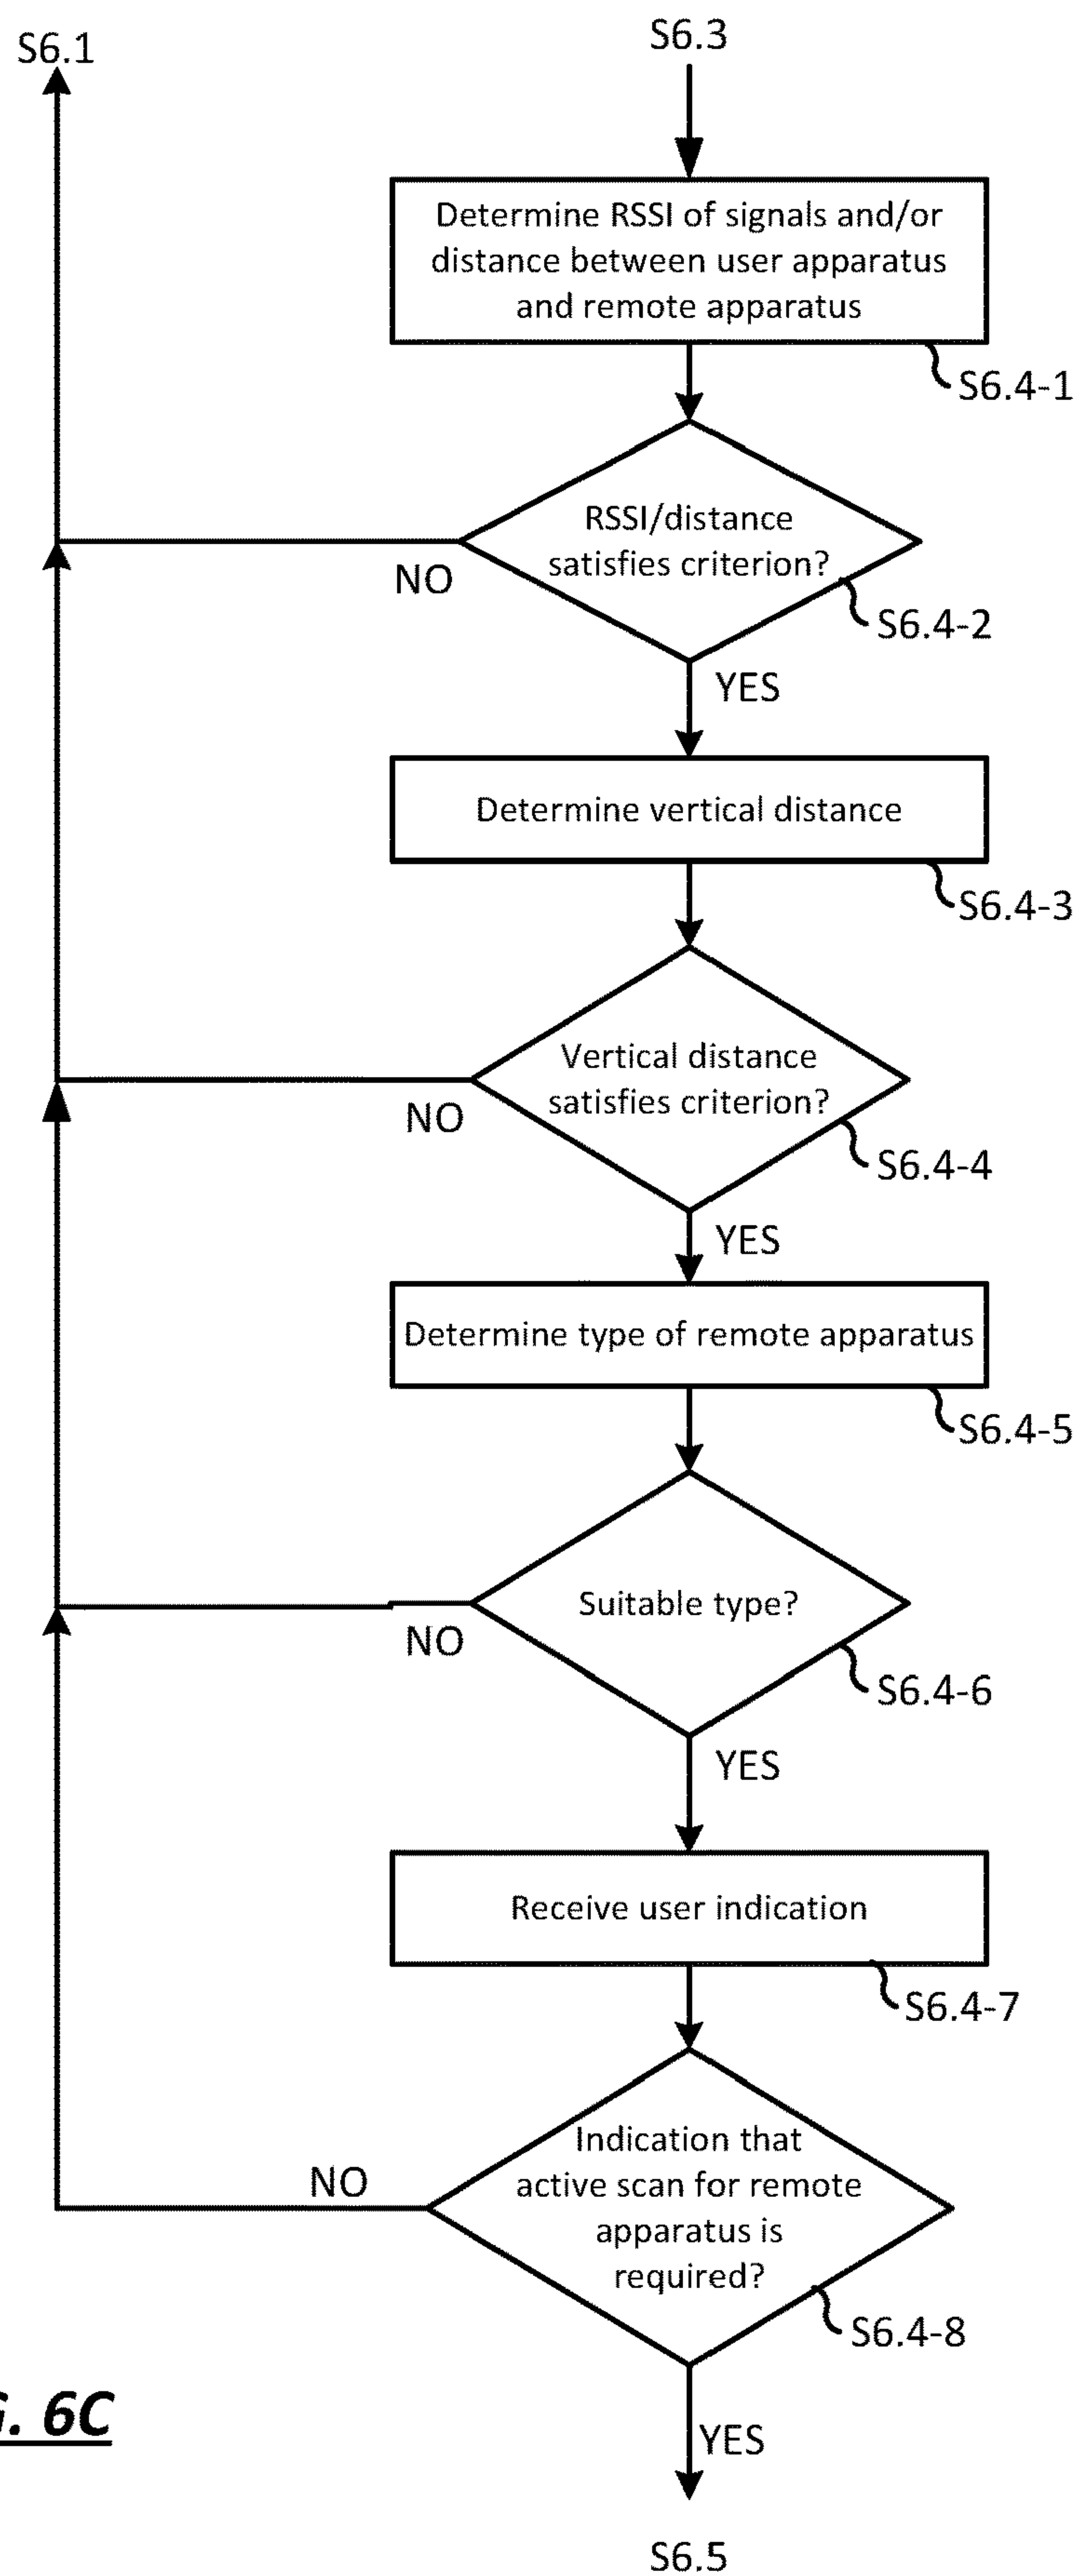 S6.1
S6.3
Determine RSSI of signals and/or
distance between user apparatus
and remote apparatus
S6.4-1
RSSI/distance
satisfies criterion?
NO
S6.4-2
YES
Determine vertical distance
S6.4-3
Vertical distance
satisfies criterion?
NO
S6.4-4
YES
Determine type of remote apparatus
S6.4-5
Suitable type?
NO
S6.4-6
YES
Receive user indication
S6.4-7
Indication that
active scan for remote
apparatus is
required?
NO
S6.4-8
YES
G. 6C
S6.5